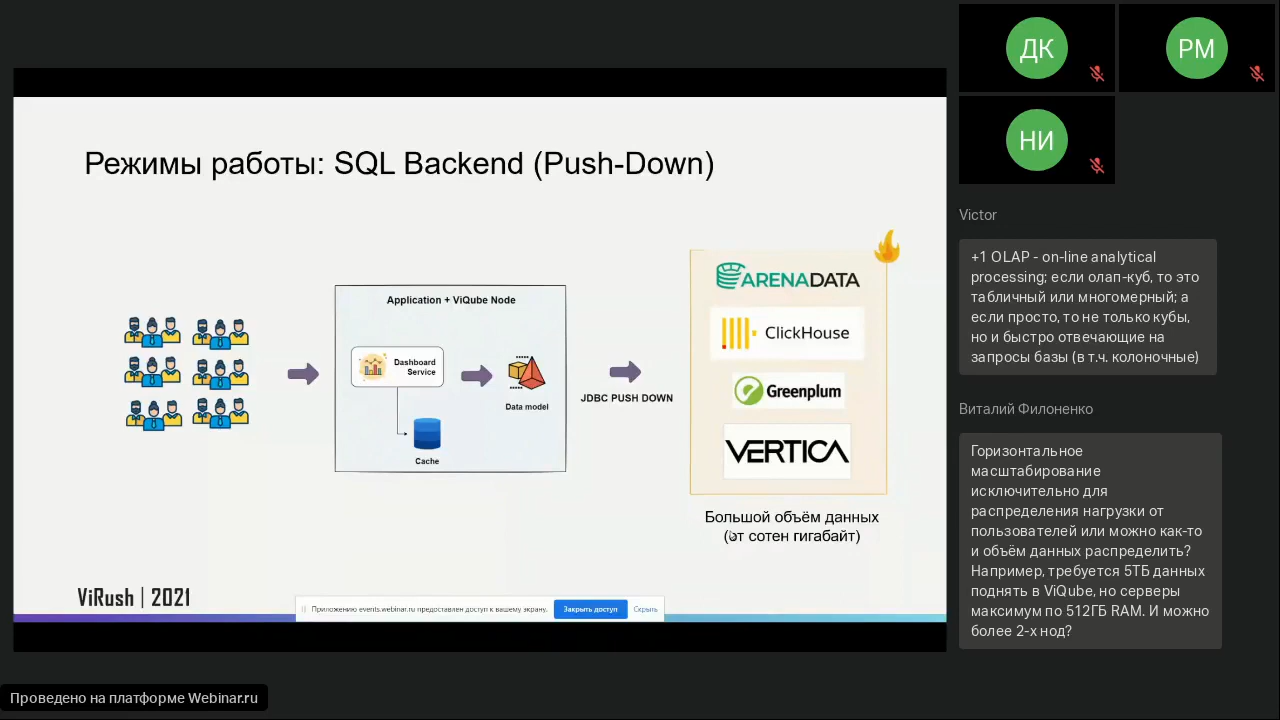 Режимы работы: SQL Backend (Push-Down)
Application + ViQube Node
Dashboard
Service
Data model
Cache
JDBC PUSH DOWN
ARENADATA
ClickHouse
Greenplum
VERTICA
Большой объём данных
(от сотен гигабайт)
ViRush | 2021
Приложению events.webinar.ru предоставлен доступ к вашему экрану.
Закрыть доступ
Скрыть
ДК
РМ
НИ
Victor
+1 OLAP - on-line analytical
processing; если олап-куб, то это
табличный или многомерный; а
если просто, то не только кубы,
но и быстро отвечающие на
запросы базы (в т.ч. колоночные)
Виталий Филоненко
Горизонтальное
масштабирование
исключительно для
распределения нагрузки от
пользователей или можно как-то
и объём данных распределить?
Например, требуется 5ТБ данных
поднять в ViQube, но серверы
максимум по 512ГБ RAM. И можно
более 2-х нод?
Проведено на платформе Webinar.ru